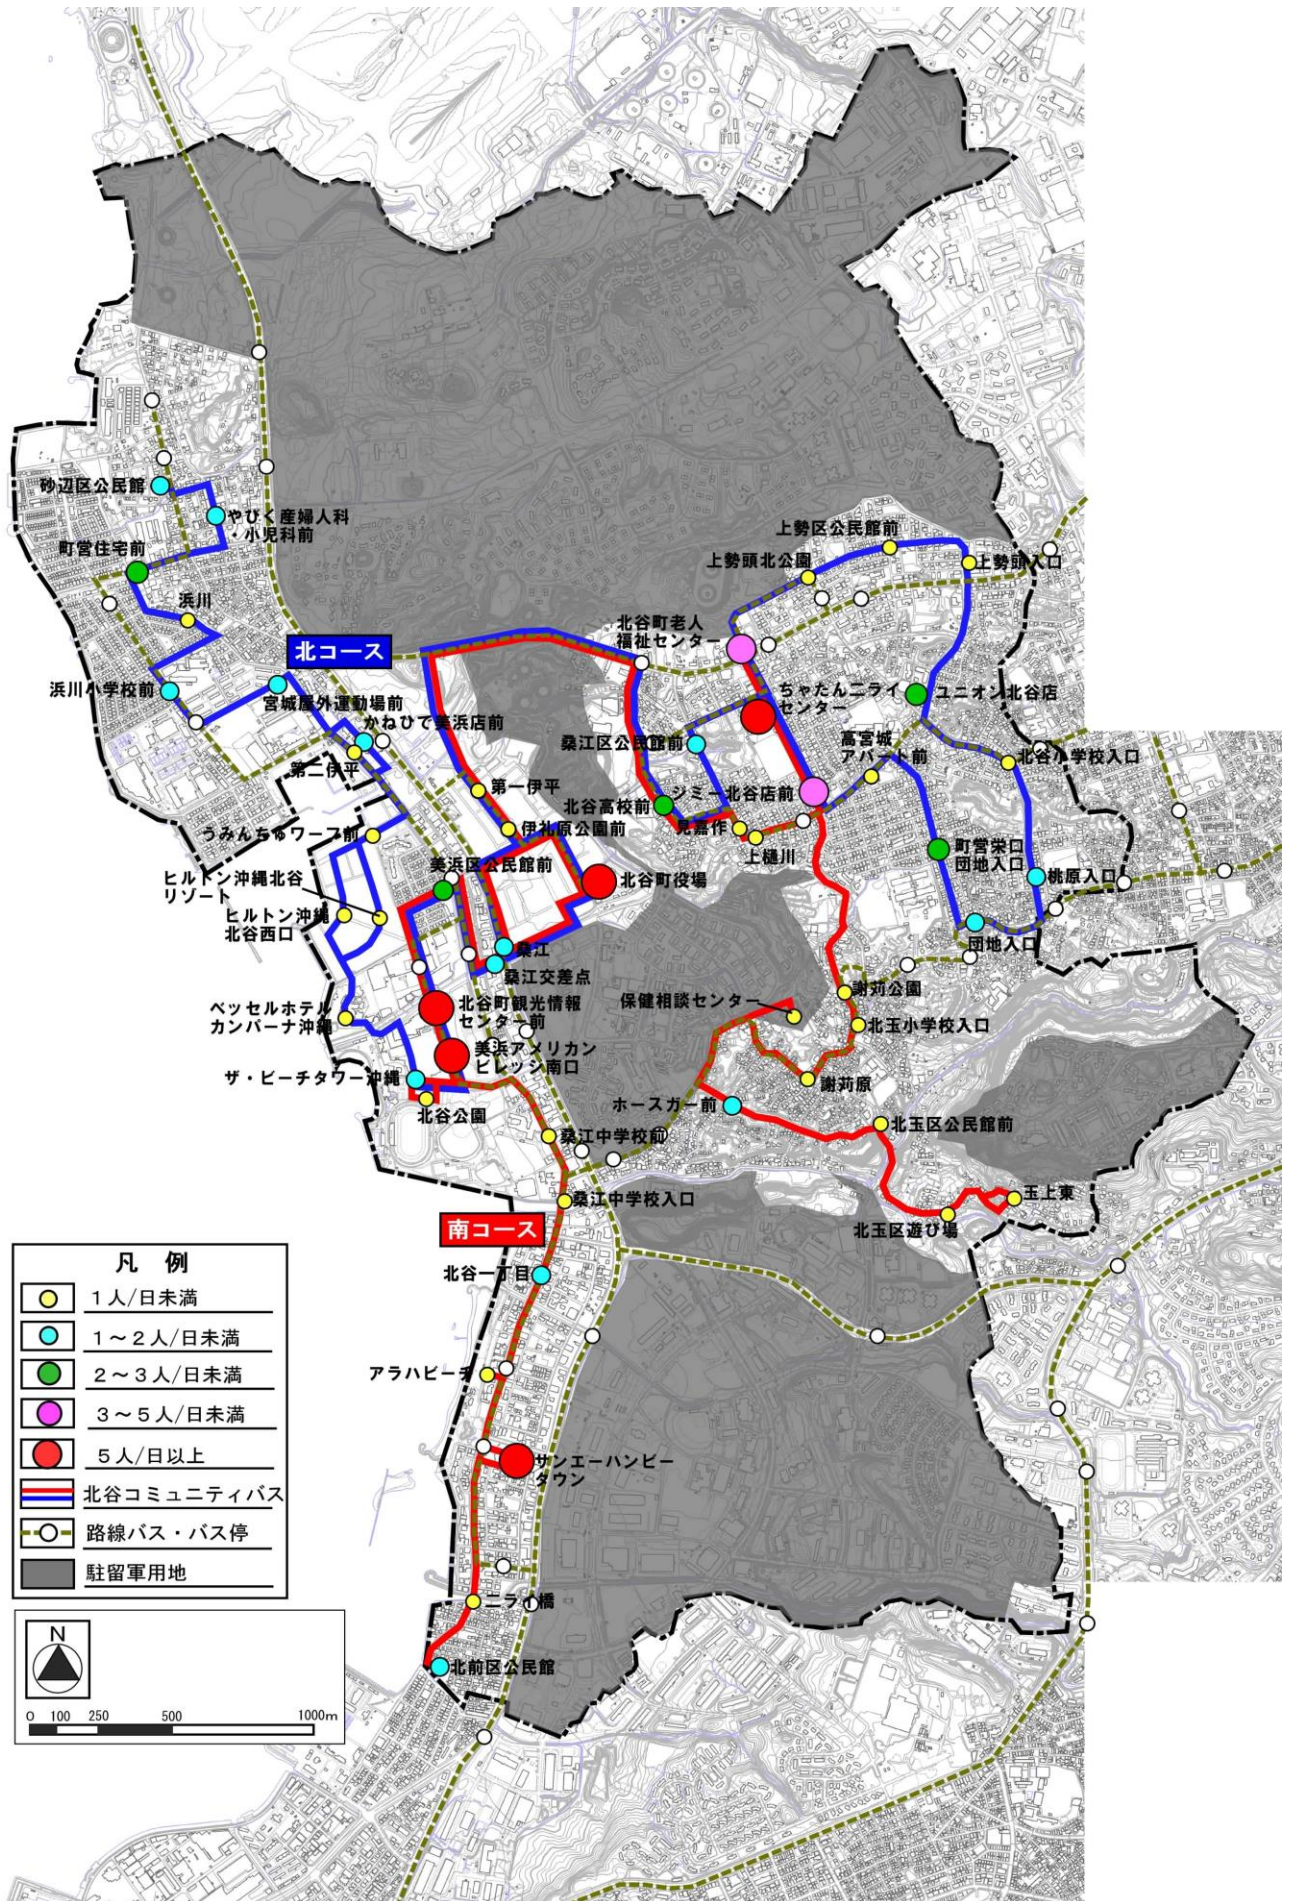 砂辺区公民館
やびく産婦人科
・小児科前
町営住宅前
浜川
北コース
浜川小学校前
宮城屋外運動場前
かねひで美浜店前
第二伊平
うみんちゅワーフ前
ヒルトン沖縄北谷
リゾート
ヒルトン沖縄
北谷西口
ベッセルホテル
カンパーナ沖縄
ザ・ビーチタワー沖縄
北谷公園
美浜区公民館前
第一伊平
伊礼原公園前
北谷町役場
桑江
桑江交差点
北谷町観光情報
センター前
美浜アメリカン
ビレッジ南口
上勢区公民館前
上勢頭北公園
上勢頭入口
北谷町老人
福祉センター
ちゃたんニライ
センター
ユニオン北谷店
桑江区公民館前
高宮城
アパート前
北谷小学校入口
ジミー北谷店前
北谷高校前
見嘉作
上樋川
町営栄口
団地入口
桃原入口
団地入口
謝苅公園
保健相談センター
北玉小学校入口
謝苅原
ホースガー前
北玉区公民館前
玉上東
北玉区遊び場
桑江中学校前
桑江中学校入口
南コース
北谷一丁目
アラハビーチ
サンエーハンビー
タウン
ニライ橋
北前区公民館
凡例
1人/日未満
1～2人/日未満
2～3人/日未満
3～5人/日未満
5人/日以上
北谷コミュニティバス
路線バス・バス停
駐留軍用地
N
0 100 250 500 1000m